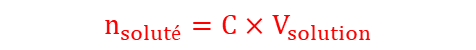 n_soluté = C × V_solution